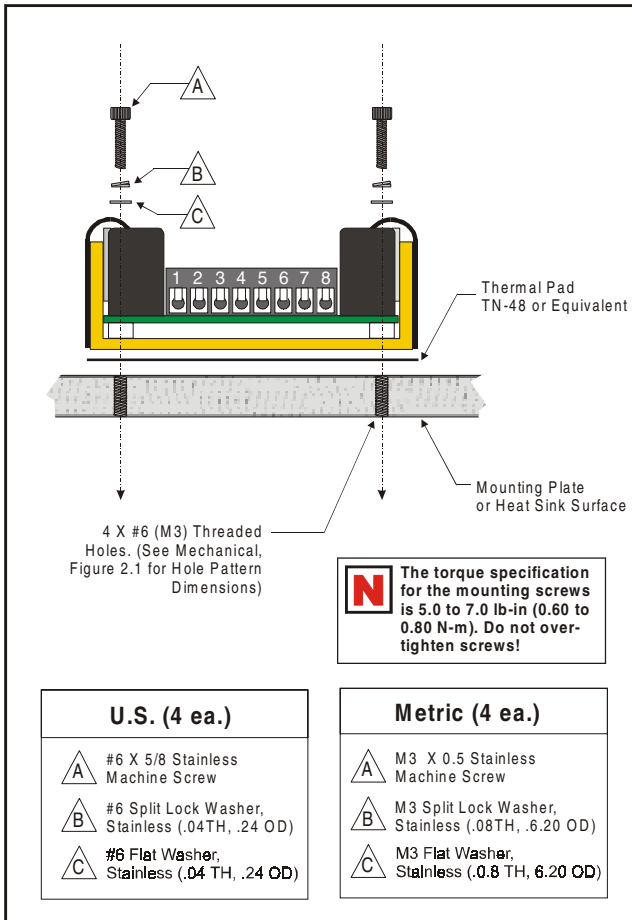 A
B
C
1 2 3 4 5 6 7 8
Thermal Pad
TN-48 or Equivalent
Mounting Plate
or Heat Sink Surface
4 X #6 (M3) Threaded
Holes. (See Mechanical,
Figure 2.1 for Hole Pattern
Dimensions)
N
The torque specification
for the mounting screws
is 5.0 to 7.0 lb-in (0.60 to
0.80 N-m). Do not over-
tighten screws!
U.S. (4 ea.)
A #6 X 5/8 Stainless
Machine Screw
B #6 Split Lock Washer,
Stainless (.04TH, .24 OD)
C #6 Flat Washer,
Stainless (.04 TH, .24 OD)
Metric (4 ea.)
A M3 X 0.5 Stainless
Machine Screw
B M3 Split Lock Washer,
Stainless (.08TH, .6.20 OD)
C M3 Flat Washer,
Stainless (.0.8 TH, 6.20 OD)